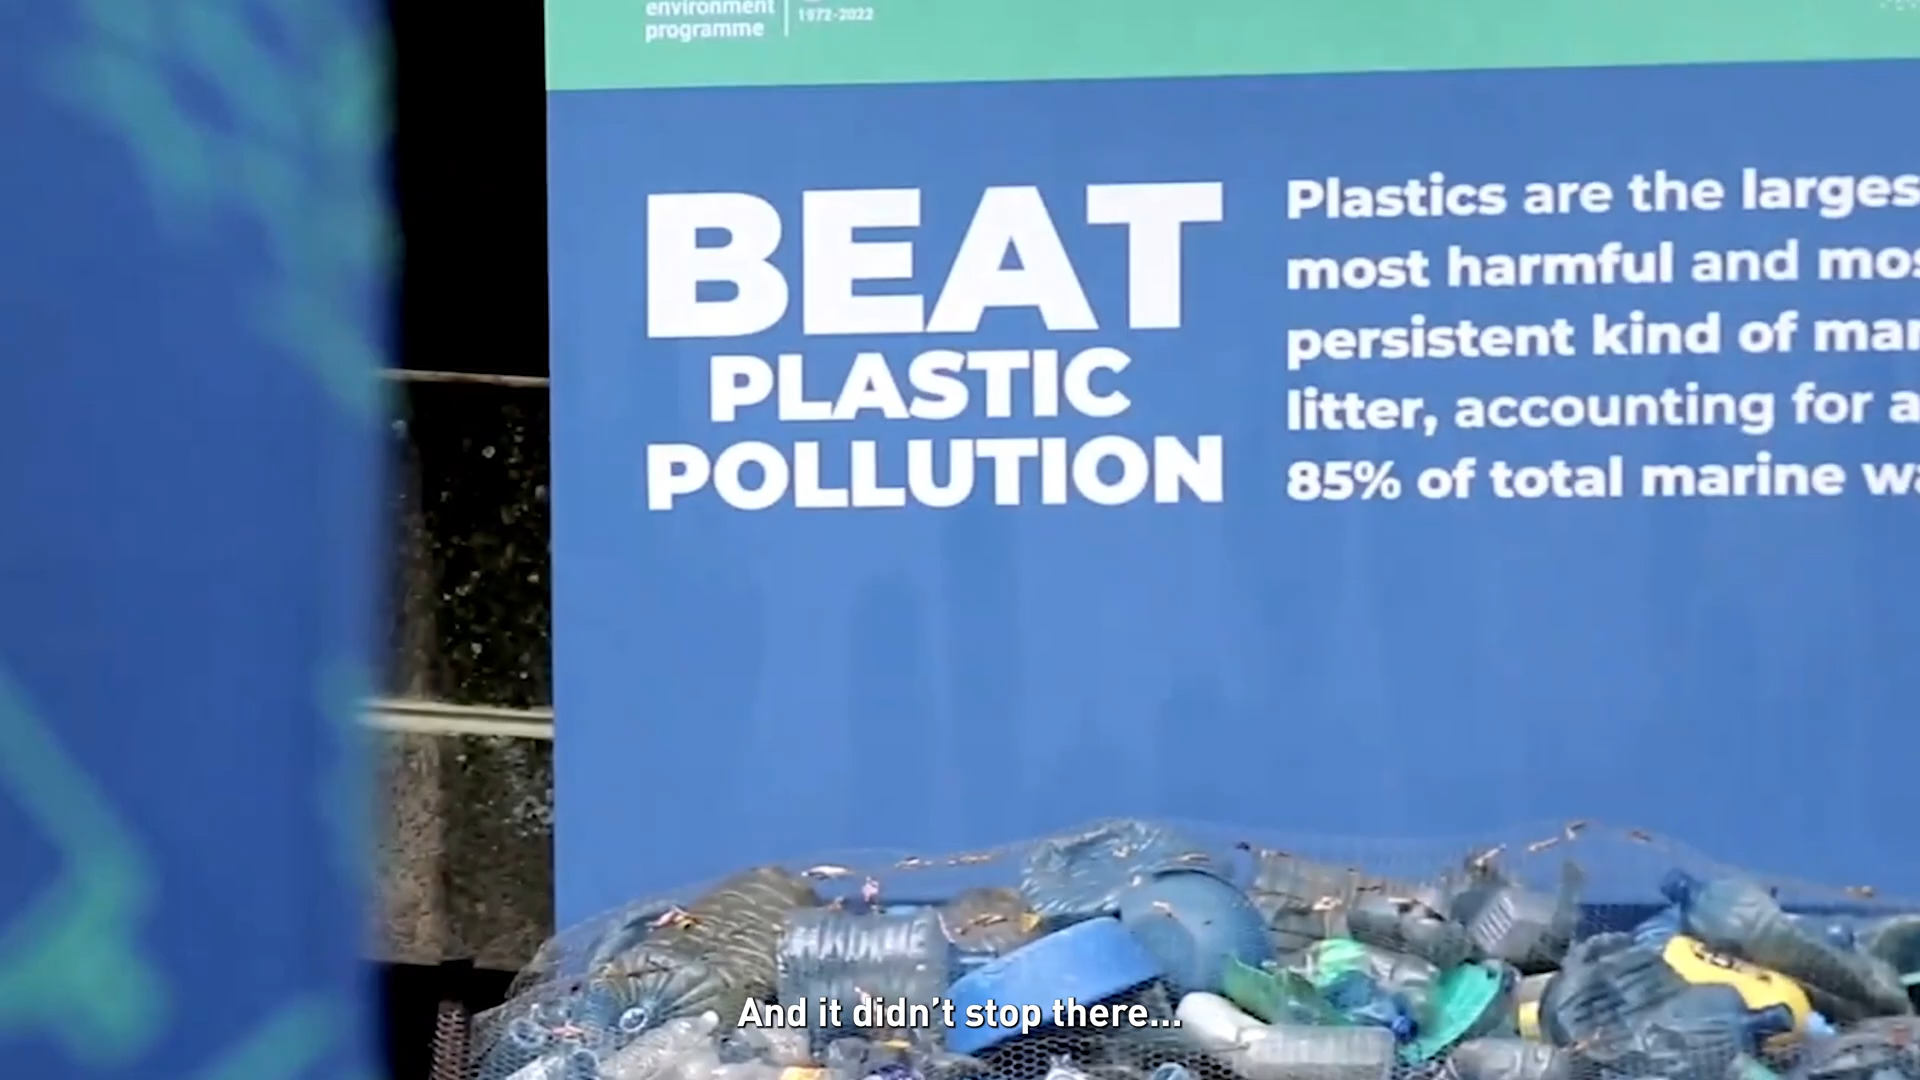 environment
programme
1972-2022
BEAT
PLASTIC
POLLUTION
Plastics are the larges
most harmful and mos
persistent kind of mar
litter, accounting for a
85% of total marine wa
And it didn't stop there...